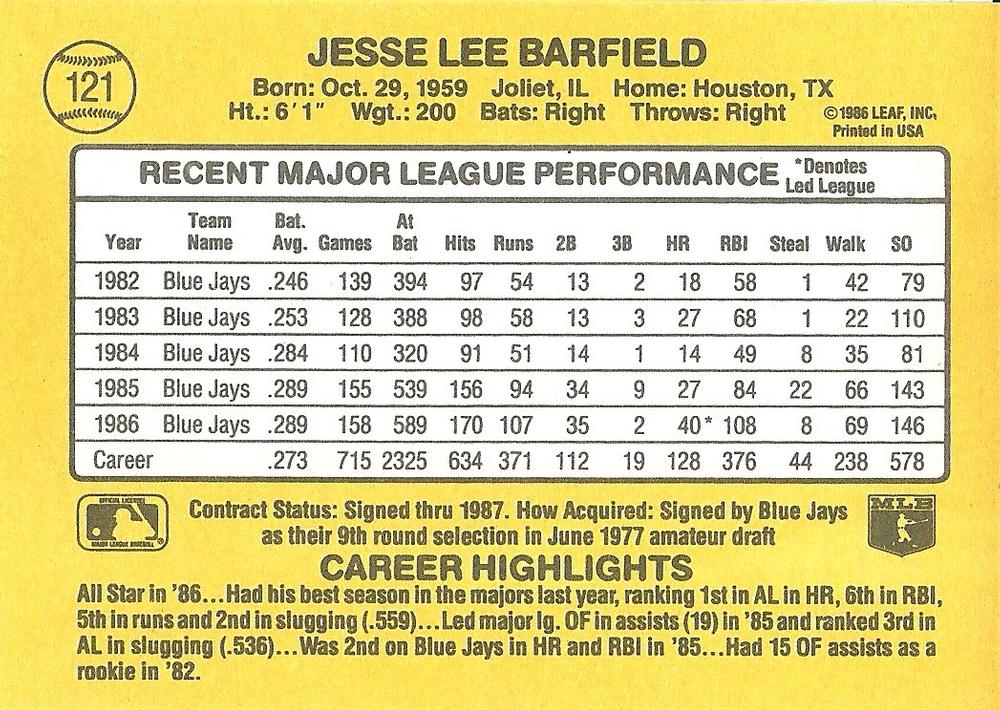 121
JESSE LEE BARFIELD
Born: Oct. 29, 1959 Joliet, IL Home: Houston, TX
Ht.: 6'1" Wgt.: 200 Bats: Right Throws: Right
©1986 LEAF, INC.
Printed in USA
RECENT MAJOR LEAGUE PERFORMANCE *Denotes Led League
Year Team Name Bat. Avg. Games At Bat Hits Runs 2B 3B HR RBI Steal Walk SO
1982 Blue Jays .246 139 394 97 54 13 2 18 58 1 42 79
1983 Blue Jays .253 128 388 98 58 13 3 27 68 1 22 110
1984 Blue Jays .284 110 320 91 51 14 1 14 49 8 35 81
1985 Blue Jays .289 155 539 156 94 34 9 27 84 22 66 143
1986 Blue Jays .289 158 589 170 107 35 2 40* 108 8 69 146
Career .273 715 2325 634 371 112 19 128 376 44 238 578
OFFICIAL LICENSEE
MAJOR LEAGUE BASEBALL
Contract Status: Signed thru 1987. How Acquired: Signed by Blue Jays
as their 9th round selection in June 1977 amateur draft
MLB
CAREER HIGHLIGHTS
All Star in '86...Had his best season in the majors last year, ranking 1st in AL in HR, 6th in RBI,
5th in runs and 2nd in slugging (.559)...Led major lg. OF in assists (19) in '85 and ranked 3rd in
AL in slugging (.536)...Was 2nd on Blue Jays in HR and RBI in '85...Had 15 OF assists as a
rookie in '82.